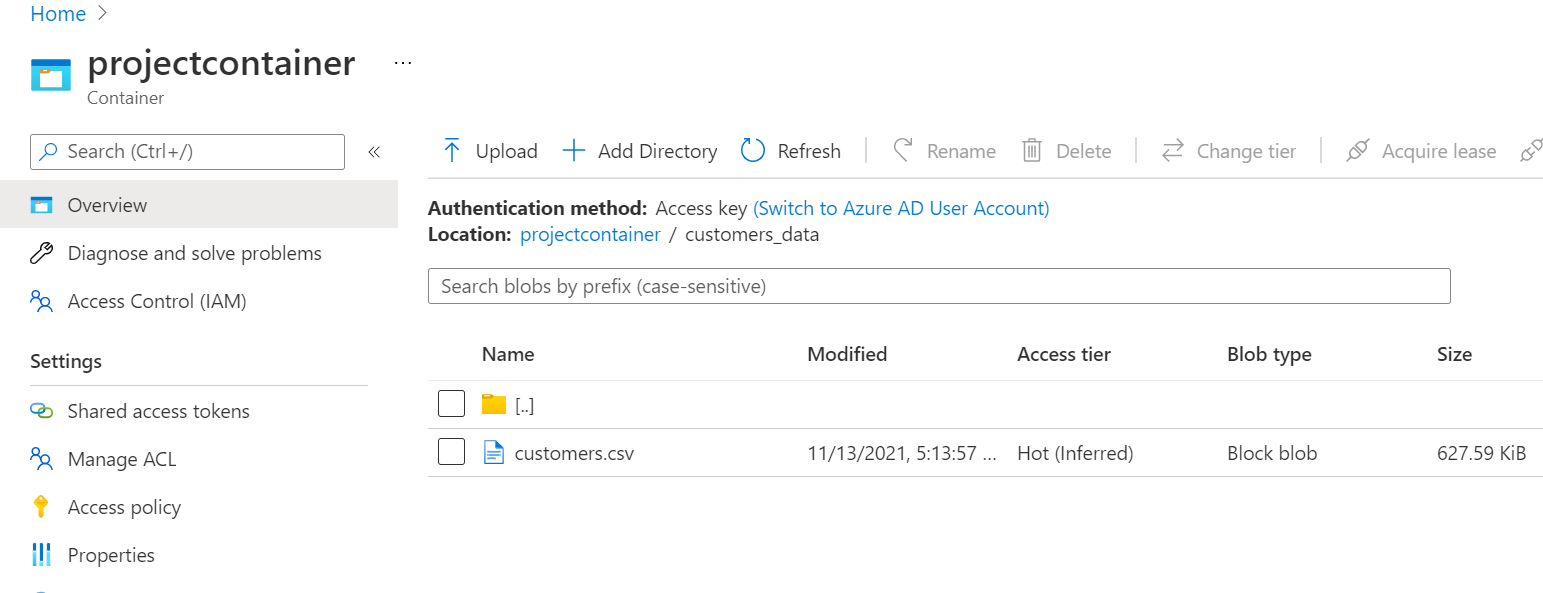 Home >
projectcontainer ...
Container
Search (Ctrl+/) «
Overview
Diagnose and solve problems
Access Control (IAM)
Settings
Shared access tokens
Manage ACL
Access policy
Properties
Upload Add Directory Refresh Rename Delete Change tier Acquire lease
Authentication method: Access key (Switch to Azure AD User Account)
Location: projectcontainer / customers_data
Search blobs by prefix (case-sensitive)
Name Modified Access tier Blob type Size
[..]
customers.csv 11/13/2021, 5:13:57 ... Hot (Inferred) Block blob 627.59 KiB